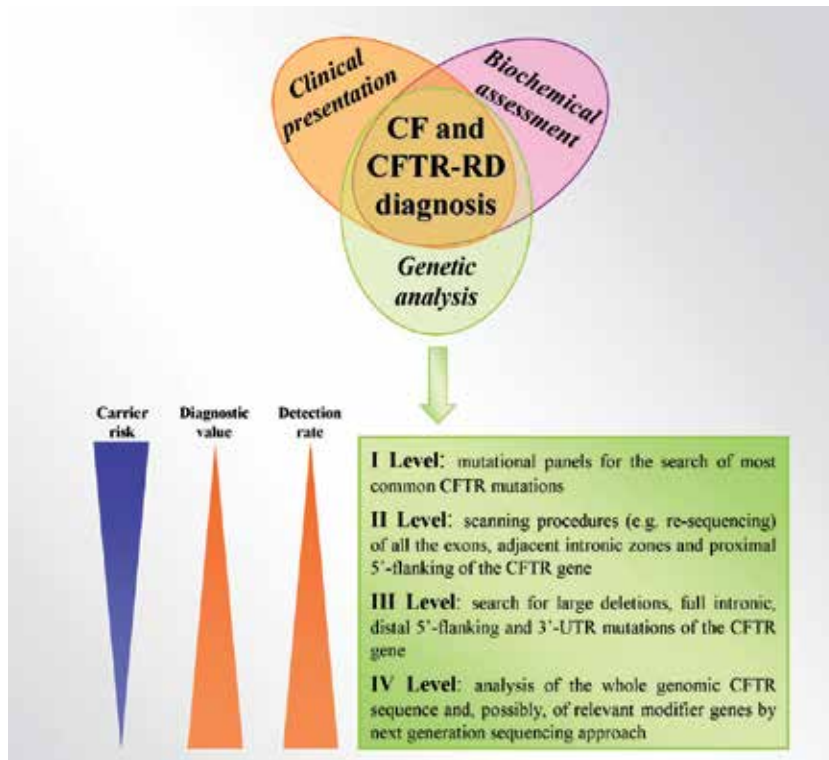 Clinical
presentation
Biochemical
assessment
CF and
CFTR-RD
diagnosis
Genetic
analysis
Carrier
risk
Diagnostic
value
Detection
rate
I Level: mutational panels for the search of most
common CFTR mutations
II Level: scanning procedures (e.g. re-sequencing)
of all the exons, adjacent intronic zones and proximal
5’-flanking of the CFTR gene
III Level: search for large deletions, full intronic,
distal 5’-flanking and 3’-UTR mutations of the CFTR
gene
IV Level: analysis of the whole genomic CFTR
sequence and, possibly, of relevant modifier genes by
next generation sequencing approach